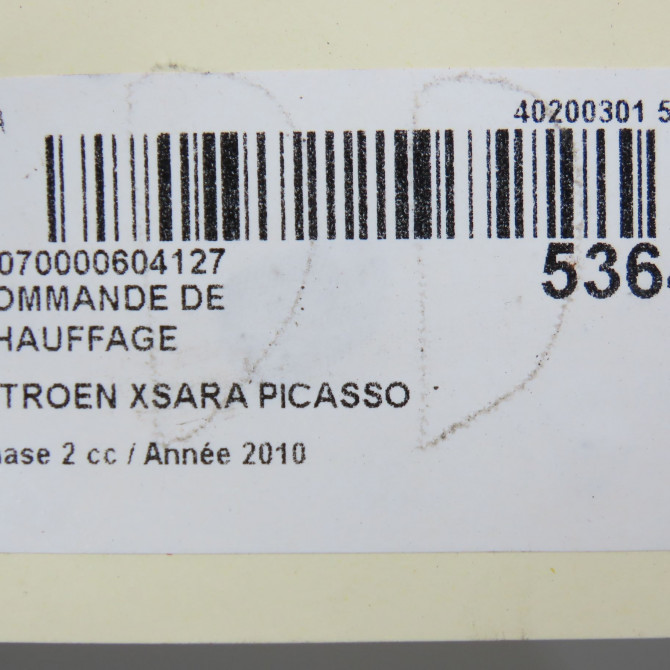 40200301 5
070000604127
536
OMMANDE DE
HAUFFAGE
TROEN XSARA PICASSO
ase 2 cc / Année 2010